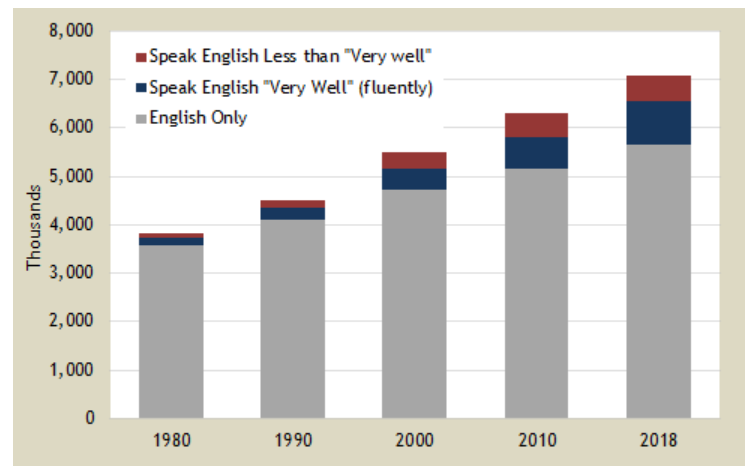 8,000
7,000
6,000
5,000
4,000
3,000
2,000
1,000
0
Thousands
Speak English Less than "Very well"
Speak English "Very Well" (fluently)
English Only
1980 1990 2000 2010 2018